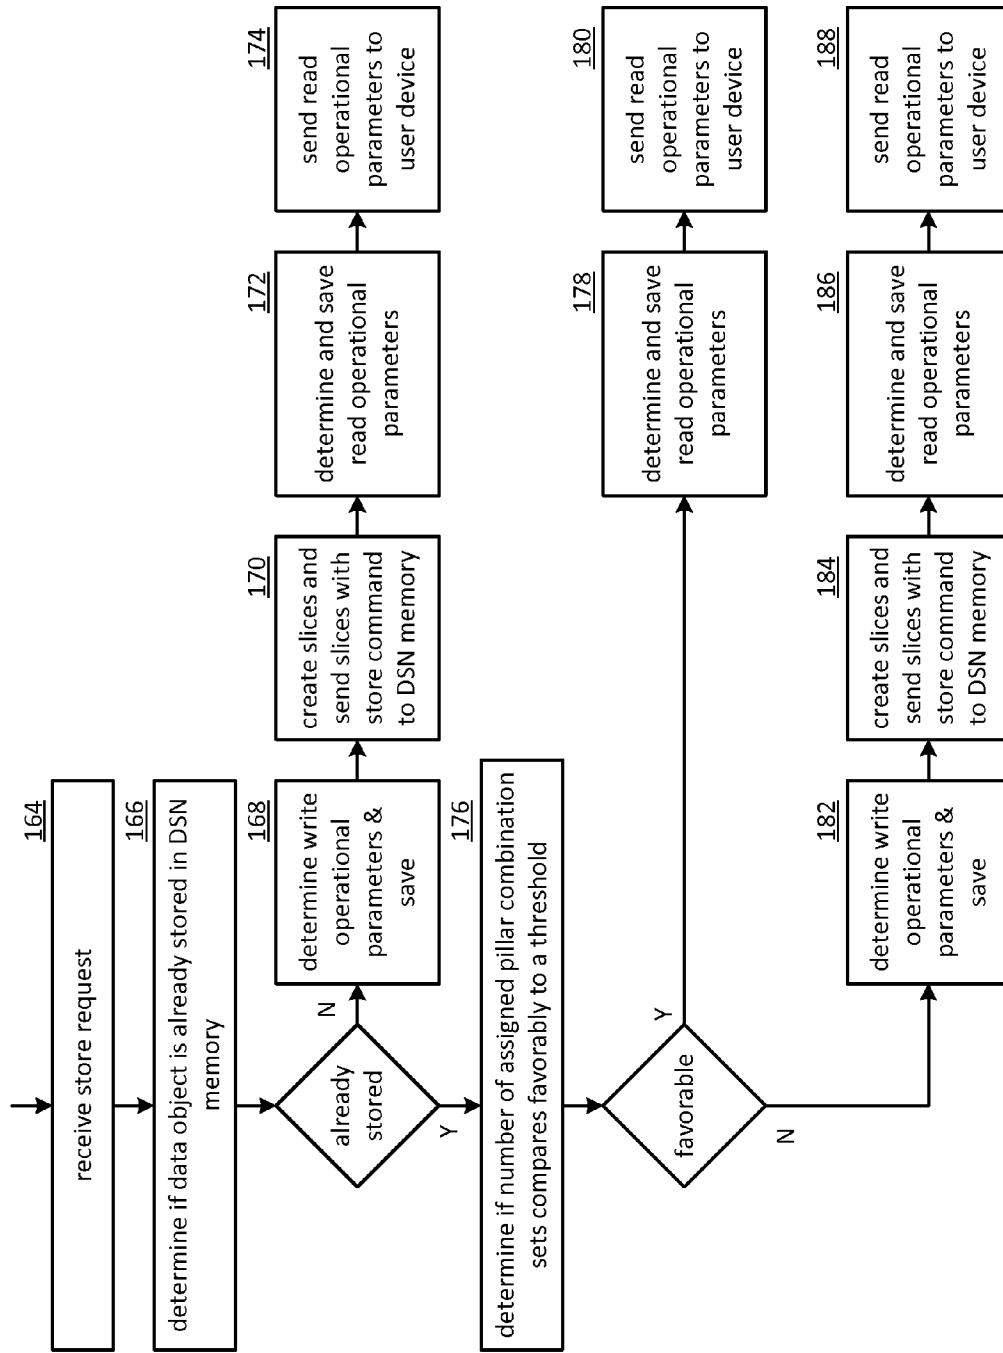 164
receive store request
166
determine if data object is already stored in DSN
memory
already
stored
N
Y
168
determine write
operational
parameters &
save
170
create slices and
send slices with
store command
to DSN memory
172
determine and save
read operational
parameters
174
send read
operational
parameters to
user device
176
determine if number of assigned pillar combination
sets compares favorably to a threshold
favorable
Y
N
178
determine and save
read operational
parameters
180
send read
operational
parameters to
user device
182
determine write
operational
parameters &
save
184
create slices and
send slices with
store command
to DSN memory
186
determine and save
read operational
parameters
188
send read
operational
parameters to
user device